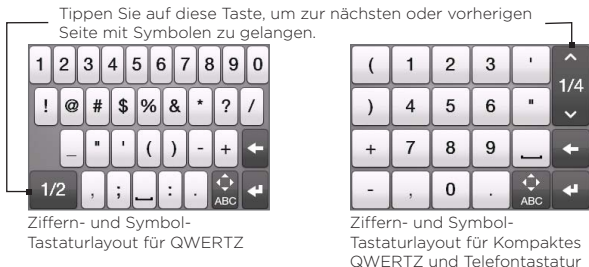 Tippen Sie auf diese Taste, um zur nächsten oder vorherigen
Seite mit Symbolen zu gelangen.
1 2 3 4 5 6 7 8 9 0
! @ # $ % & * ? /
_ " ' ( ) - +
1/2 , ; : . ABC
Ziffern- und Symbol-
Tastaturlayout für QWERTZ
( 1 2 3 '
1/4
) 4 5 6 "
+ 7 8 9
- , 0 . ABC
Ziffern- und Symbol-
Tastaturlayout für Kompaktes
QWERTZ und Telefontastatur